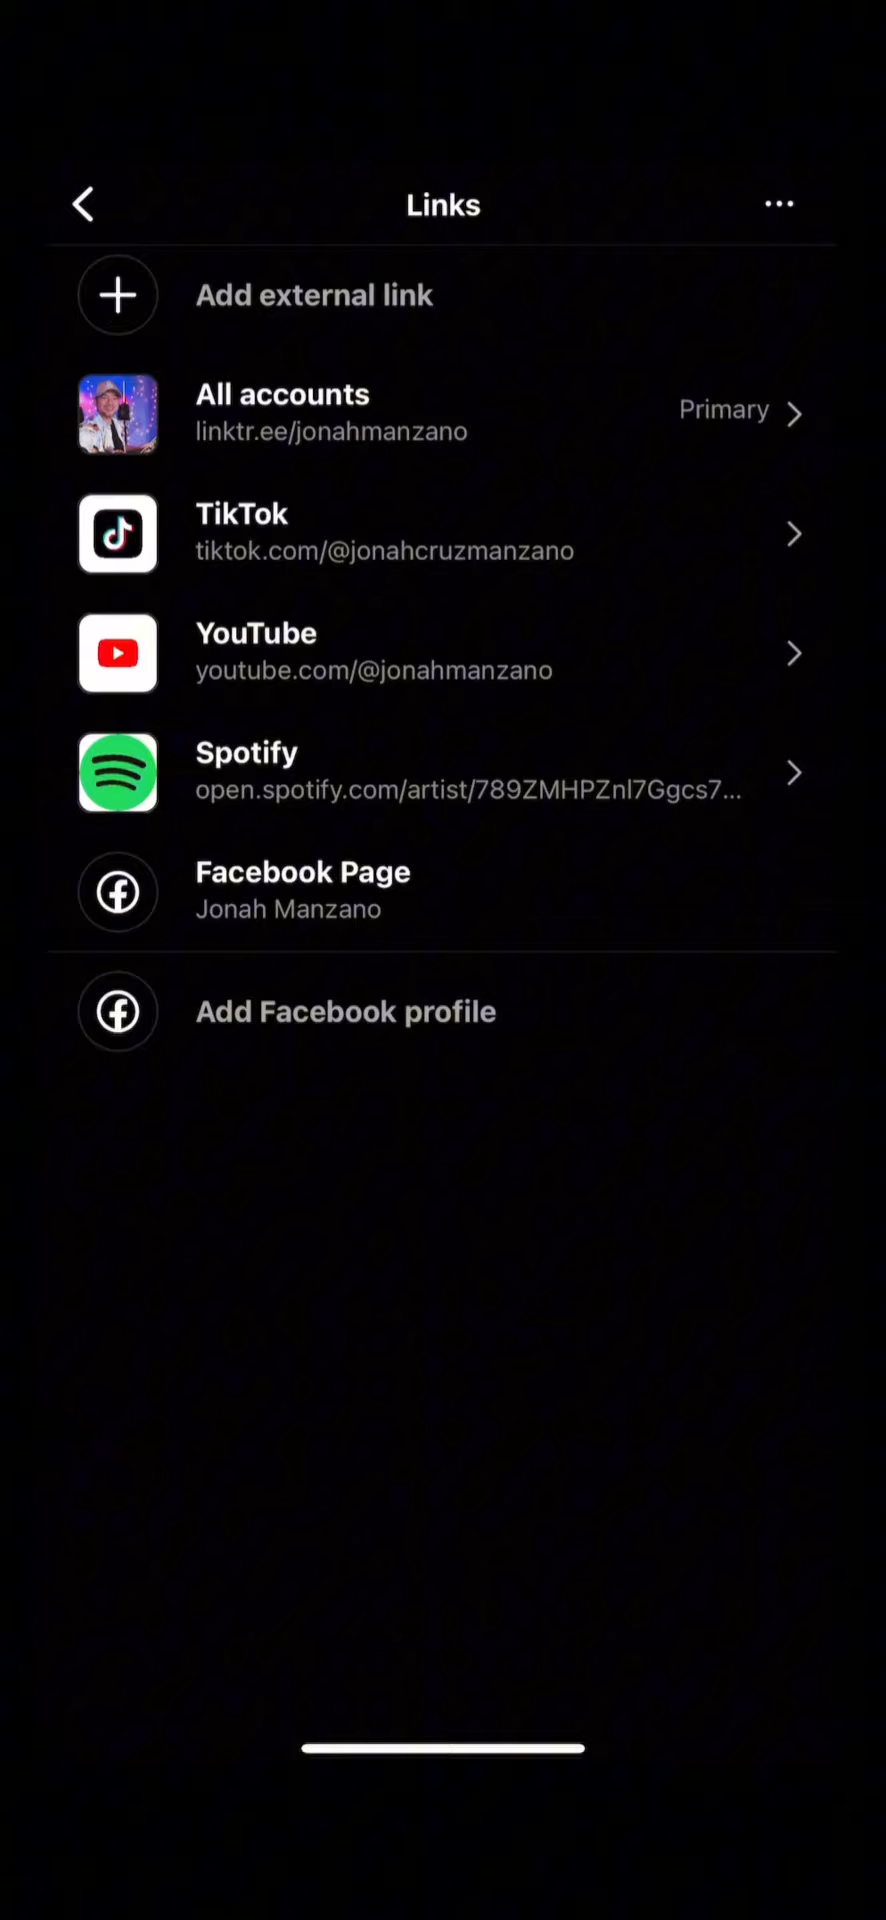 Links
Add external link
All accounts
linktr.ee/jonahmanzano
Primary
TikTok
tiktok.com/@jonahcruzmanzano
YouTube
youtube.com/@jonahmanzano
Spotify
open.spotify.com/artist/789ZMHPZnl7Ggcs7...
Facebook Page
Jonah Manzano
Add Facebook profile